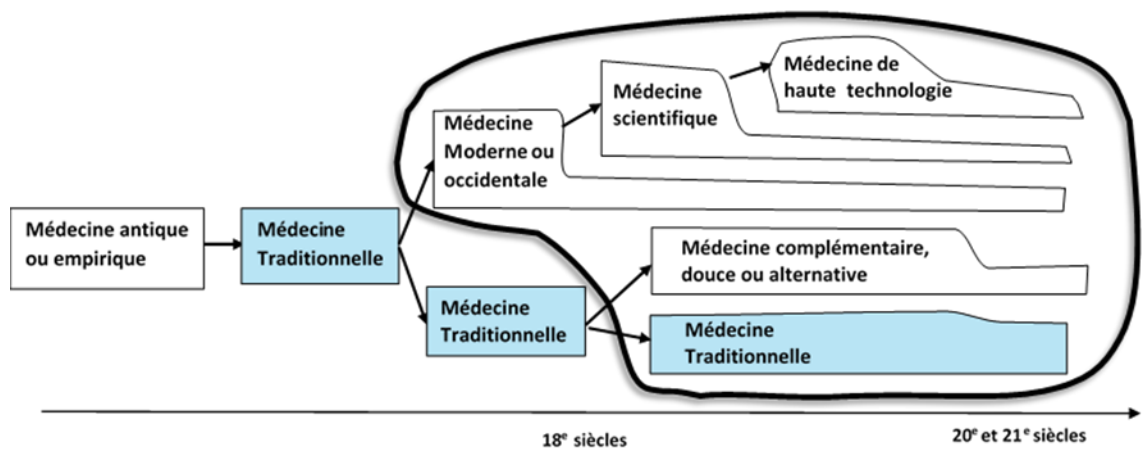 Médecine antique
ou empirique
Médecine
Traditionnelle
Médecine
Moderne ou
occidentale
Médecine
scientifique
Médecine de
haute technologie
Médecine
Traditionnelle
Médecine complémentaire,
douce ou alternative
Médecine
Traditionnelle
18e siècles
20e et 21e siècles